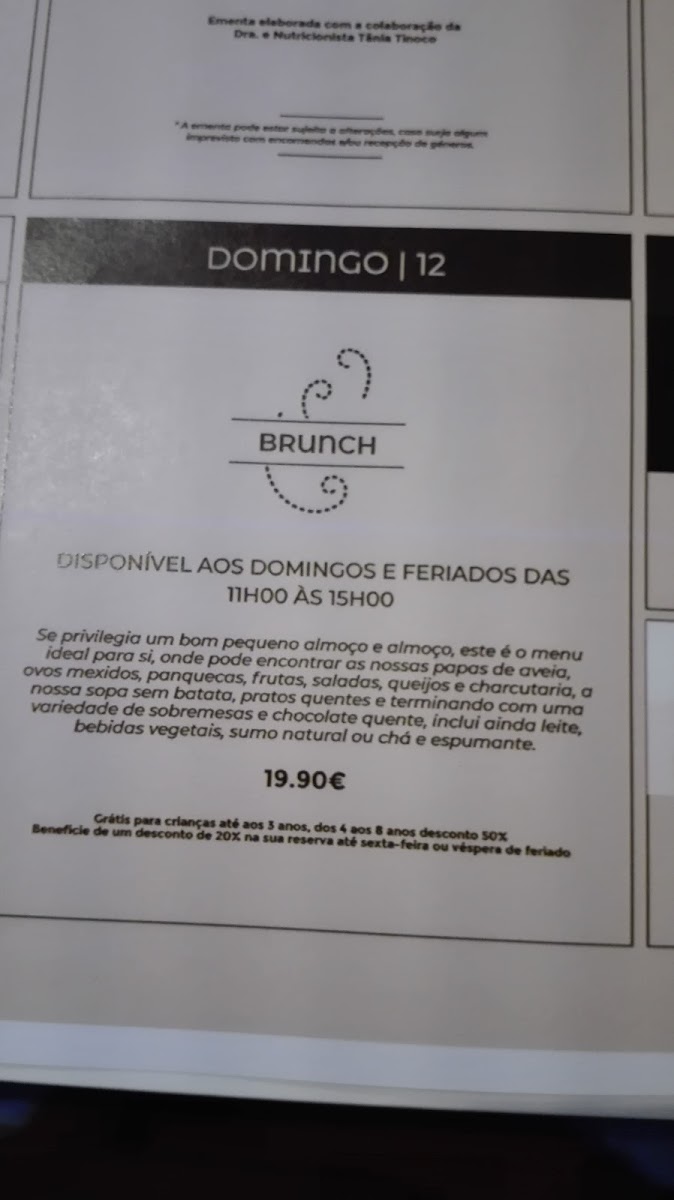 Ementa elaborada com a colaboração da
Dra. e Nutricionista Tânia Tinoco
*A ementa pode estar sujeita a alterações, caso surja algum
imprevisto com encomendas e/ou recepção de géneros.
DOMINGO | 12
BRUNCH
DISPONÍVEL AOS DOMINGOS E FERIADOS DAS
11H00 ÀS 15H00
Se privilegia um bom pequeno almoço e almoço, este é o menu
ideal para si, onde pode encontrar as nossas papas de aveia,
ovos mexidos, panquecas, frutas, saladas, queijos e charcutaria, a
nossa sopa sem batata, pratos quentes e terminando com uma
variedade de sobremesas e chocolate quente, inclui ainda leite,
bebidas vegetais, sumo natural ou chá e espumante.
19.90€
Grátis para crianças até aos 3 anos, dos 4 aos 8 anos desconto 50%
Beneficie de um desconto de 20% na sua reserva até sexta-feira ou véspera de feriado